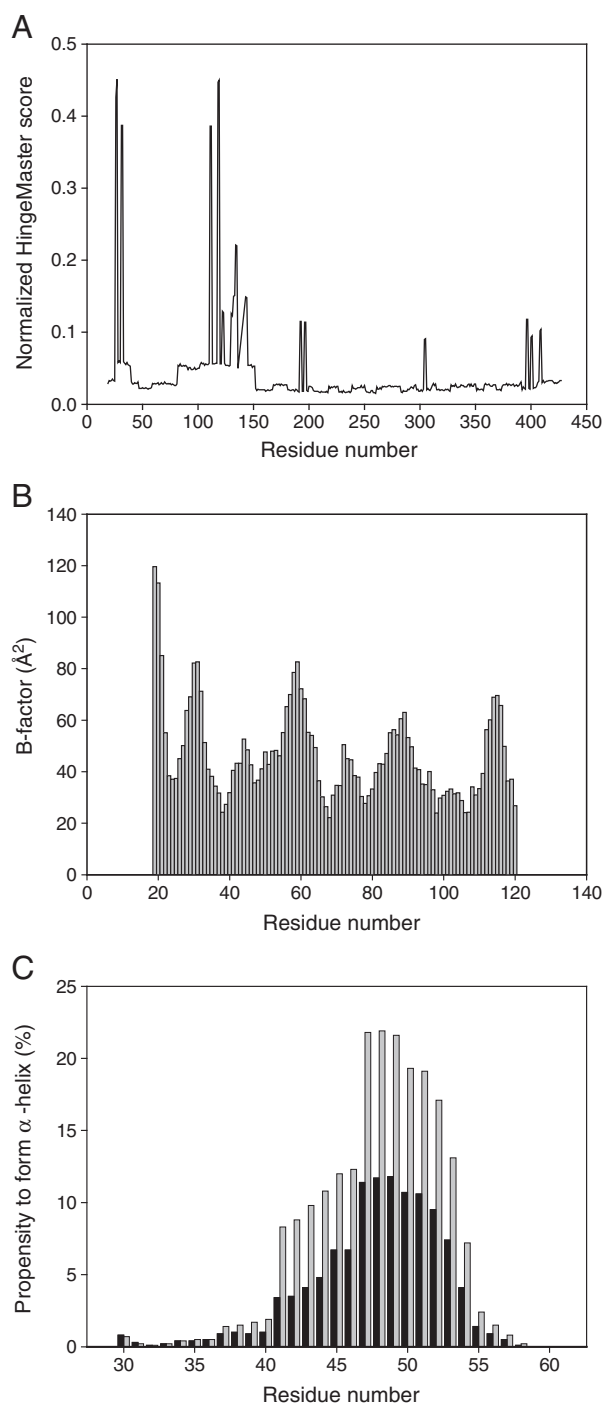 A
0.5
0.4
0.3
0.2
0.1
0.0
Normalized HingeMaster score
0 50 100 150 200 250 300 350 400 450
Residue number
B
140
120
100
80
60
40
20
0
B-factor (Å²)
0 20 40 60 80 100 120 140
Residue number
C
25
20
15
10
5
0
Propensity to form α -helix (%)
30 35 40 45 50 55 60
Residue number